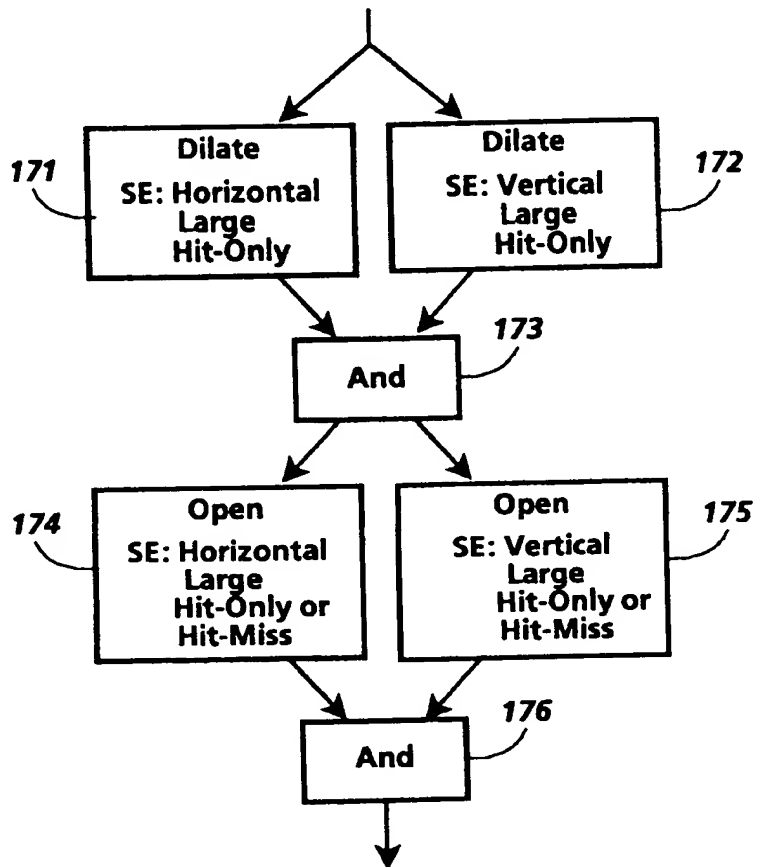 Dilate
SE: Horizontal
Large
Hit-Only
171
Dilate
SE: Vertical
Large
Hit-Only
172
And
173
Open
SE: Horizontal
Large
Hit-Only or
Hit-Miss
174
Open
SE: Vertical
Large
Hit-Only or
Hit-Miss
175
And
176